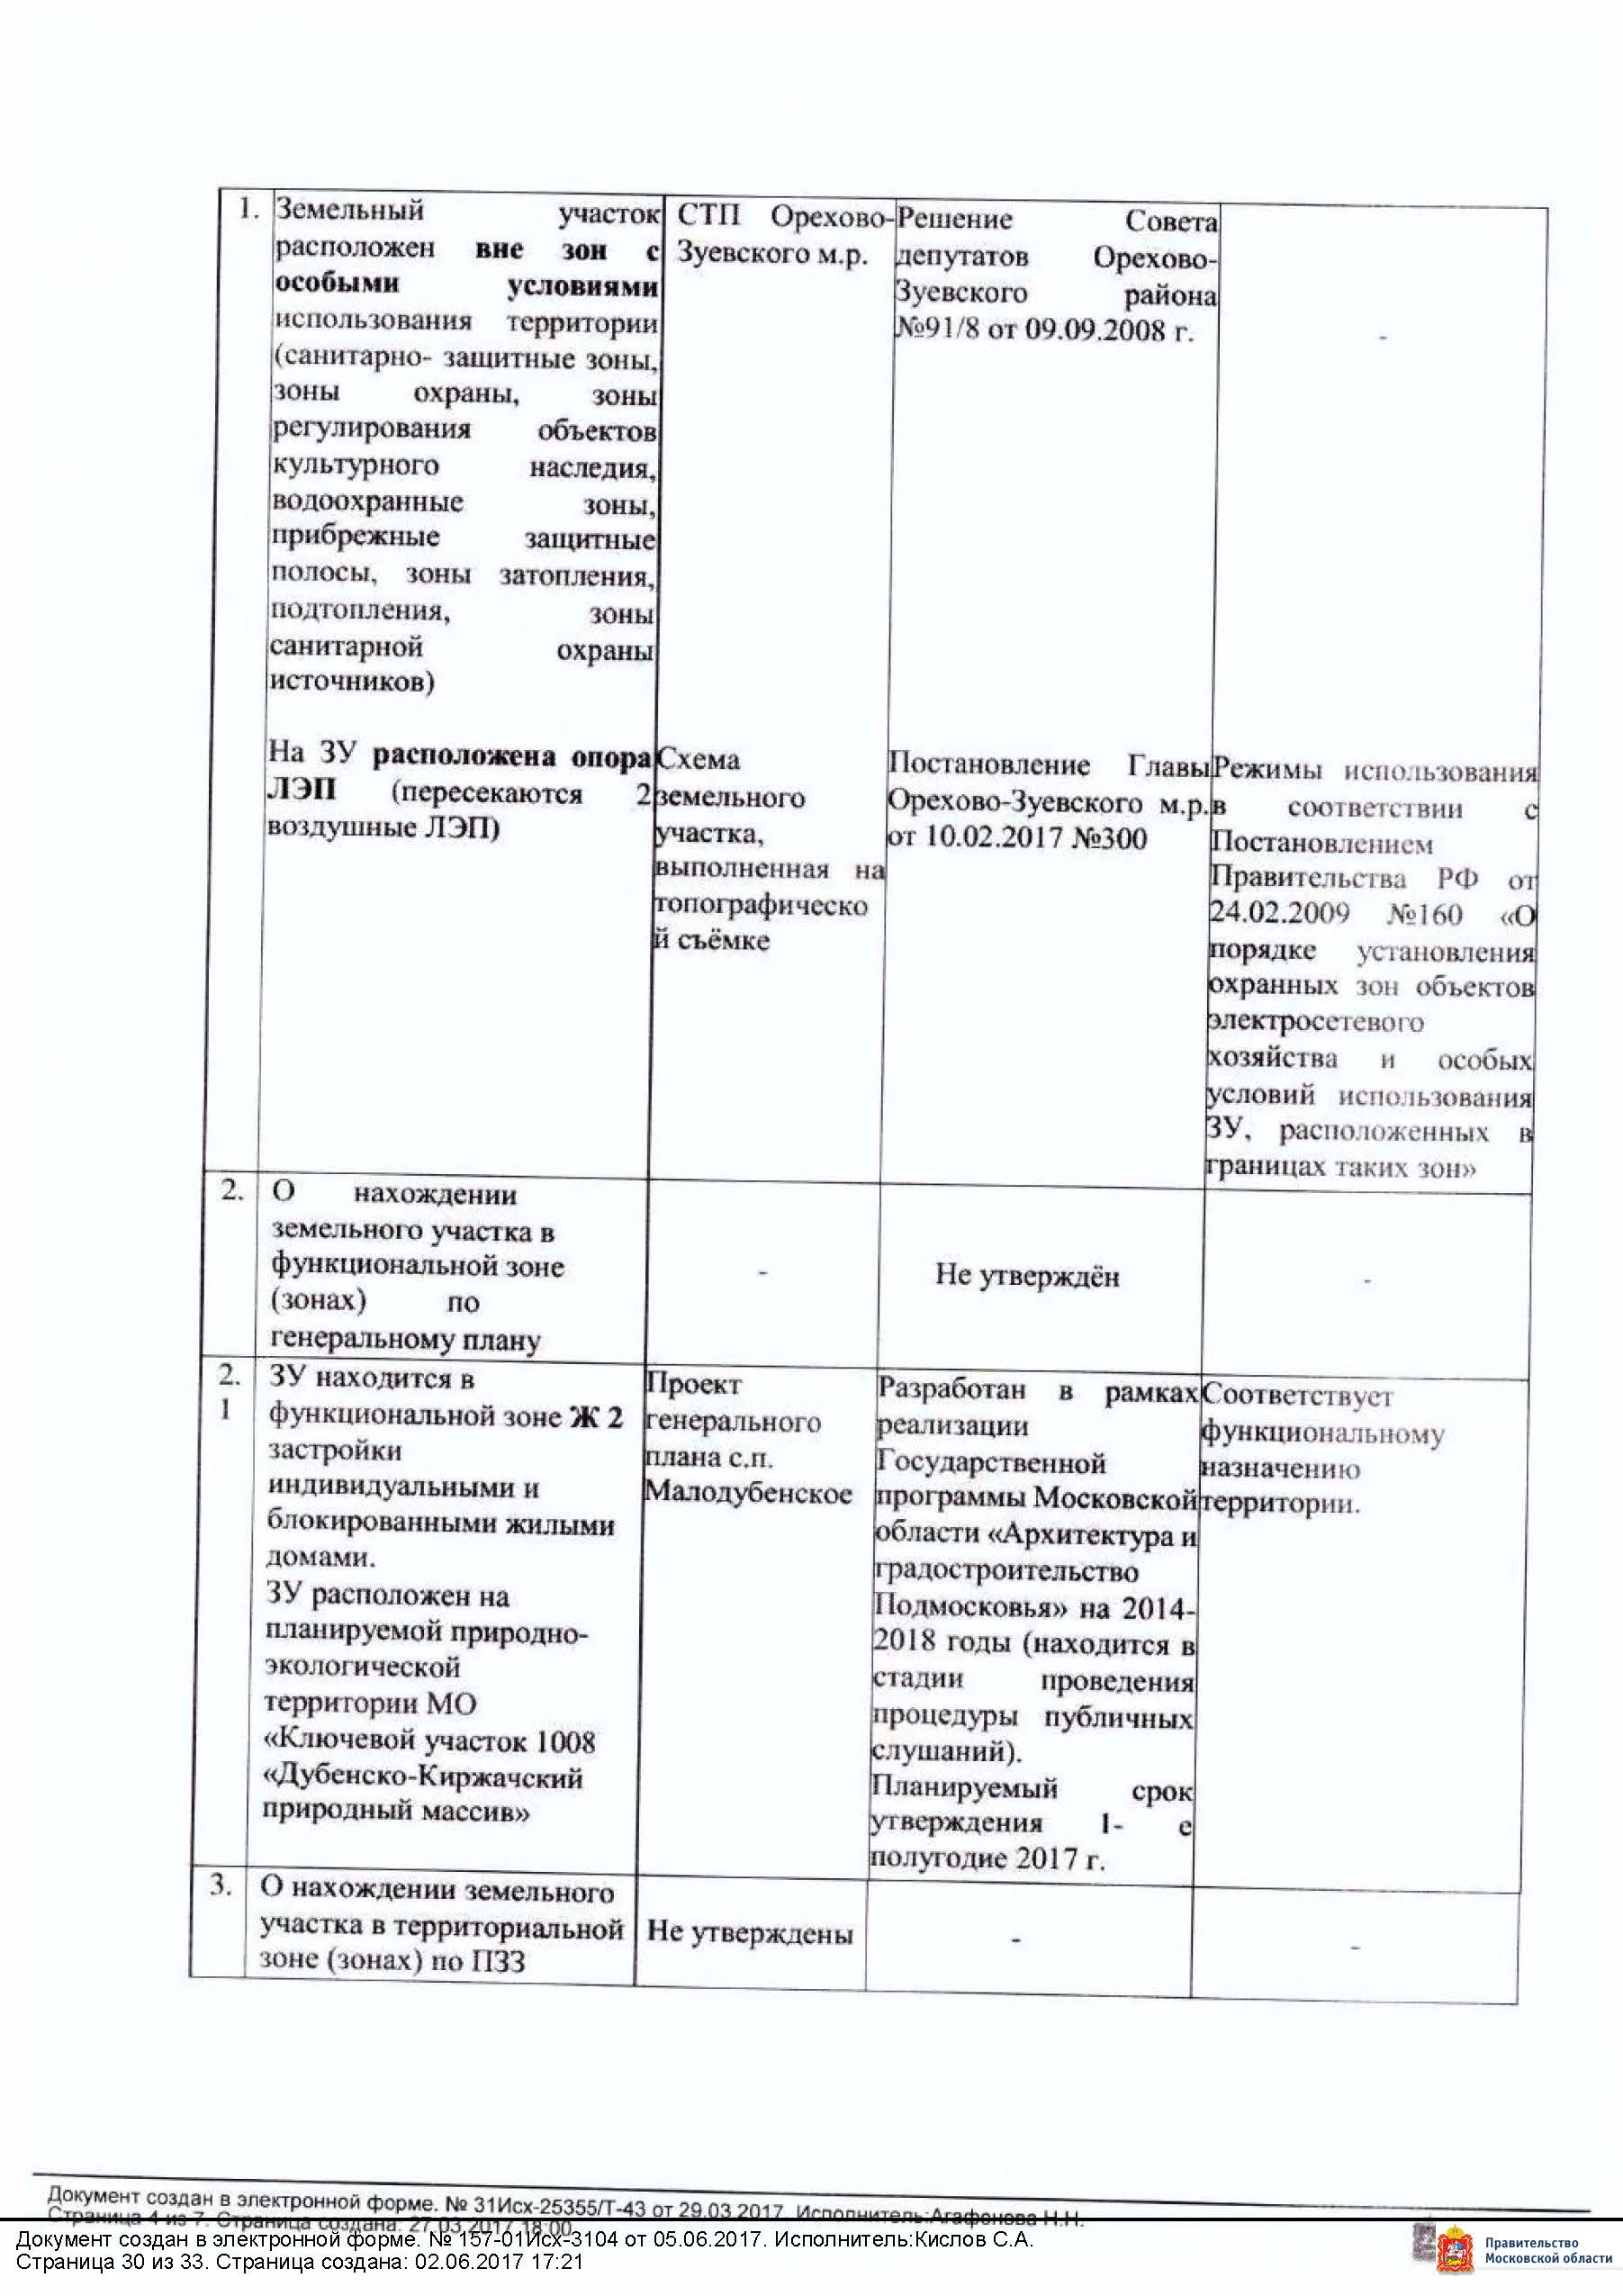 1.
Земельный участок
расположен вне зон с
особыми условиями
использования территории
(санитарно- защитные зоны,
зоны охраны, зоны
регулирования объектов
культурного наследия,
водоохранные зоны,
прибрежные защитные
полосы, зоны затопления,
подтопления, зоны
санитарной охраны
источников)
СТП Орехово-
Зуевского м.р.
Решение Совета
депутатов Орехово-
Зуевского района
№91/8 от 09.09.2008 г.
-
На ЗУ расположена опора
ЛЭП (пересекаются 2
воздушные ЛЭП)
Схема
земельного
участка,
выполненная на
топографическо
й съёмке
Постановление Главы
Орехово-Зуевского м.р.
от 10.02.2017 №300
Режимы использования
в соответствии с
Постановлением
Правительства РФ от
24.02.2009 №160 «О
порядке установления
охранных зон объектов
электросетевого
хозяйства и особых
условий использования
ЗУ, расположенных в
границах таких зон»
2.
О нахождении
земельного участка в
функциональной зоне
(зонах) по
генеральному плану
-
Не утверждён
-
2.
1
ЗУ находится в
функциональной зоне Ж 2
застройки
индивидуальными и
блокированными жилыми
домами.
ЗУ расположен на
планируемой природно-
экологической
территории МО
«Ключевой участок 1008
«Дубенско-Киржачский
природный массив»
Проект
генерального
плана с.п.
Малодубенское
Разработан в рамках
реализации
Государственной
программы Московской
области «Архитектура и
градостроительство
Подмосковья» на 2014-
2018 годы (находится в
стадии проведения
процедуры публичных
слушаний).
Планируемый срок
утверждения 1- е
полугодие 2017 г.
Соответствует
функциональному
назначению
территории.
3.
О нахождении земельного
участка в территориальной
зоне (зонах) по ПЗЗ
Не утверждены
-
-
Документ создан в электронной форме. № 31Исх-25355/Т-43 от 29.03.2017. Исполнитель:Агафонова Н.Н.
Страница 4 из 7. Страница создана: 27.03.2017 18:00
Документ создан в электронной форме. № 157-01Исх-3104 от 05.06.2017. Исполнитель:Кислов С.А.
Страница 30 из 33. Страница создана: 02.06.2017 17:21
Правительство
Московской области